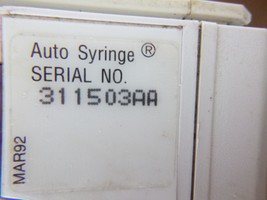 Auto Syringe®
SERIAL NO.
311503AA
MAR92